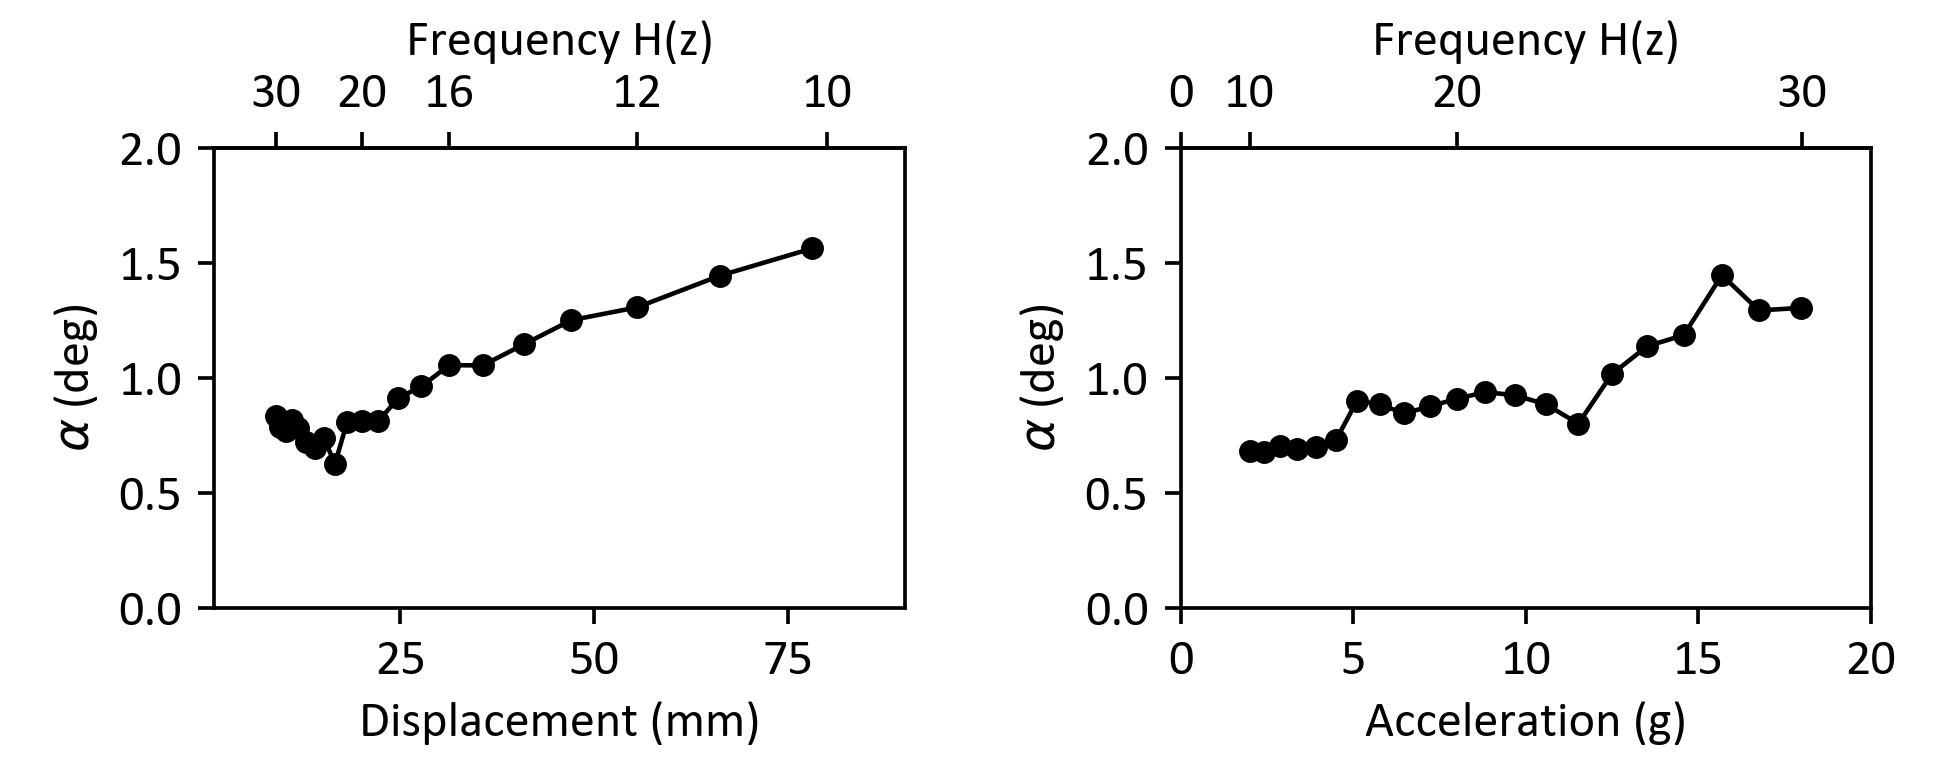 Frequency H(z)
30 20 16 12 10
2.0
1.5
1.0
0.5
0.0
α (deg)
25 50 75
Displacement (mm)
Frequency H(z)
0 10 20 30
2.0
1.5
1.0
0.5
0.0
α (deg)
0 5 10 15 20
Acceleration (g)